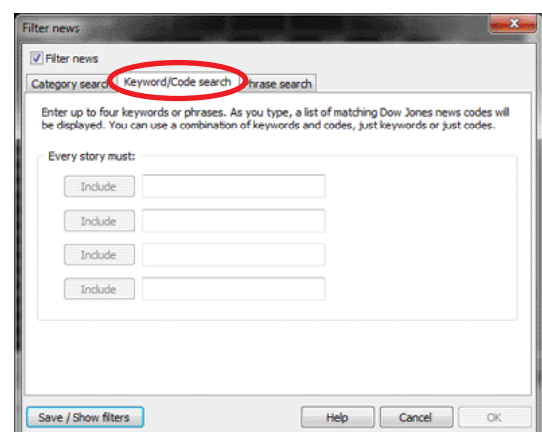 Filter news
Filter news
Category search Keyword/Code search Phrase search
Enter up to four keywords or phrases. As you type, a list of matching Dow Jones news codes will
be displayed. You can use a combination of keywords and codes, just keywords or just codes.
Every story must:
Include
Include
Include
Include
Save / Show filters Help Cancel OK